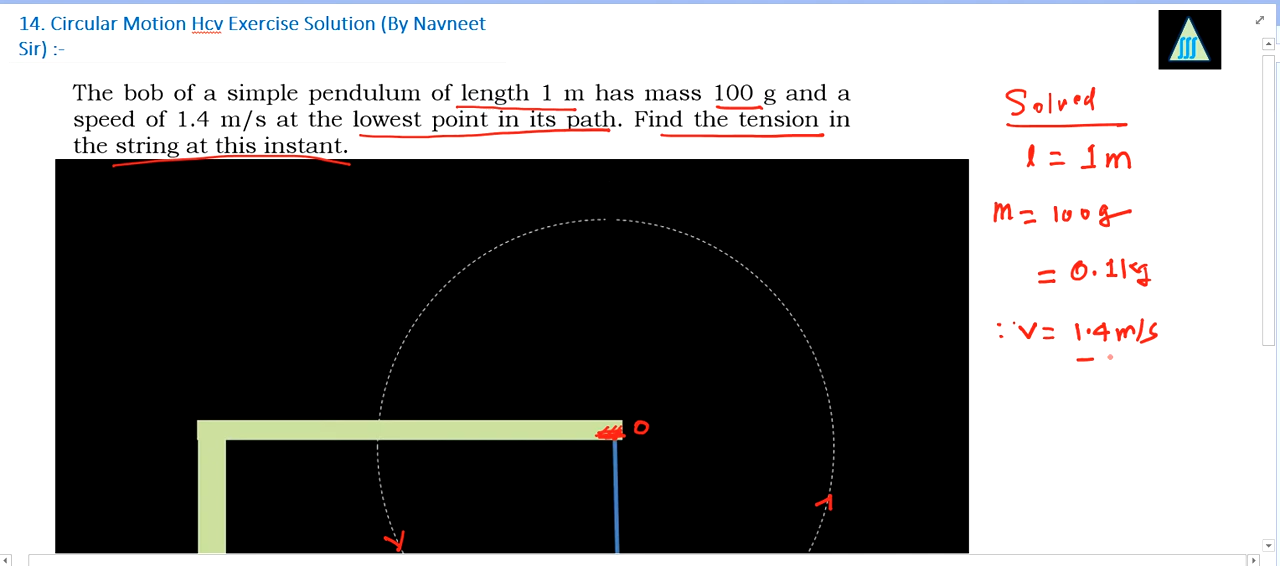 14. Circular Motion Hcv Exercise Solution (By Navneet
Sir) :-
The bob of a simple pendulum of length 1 m has mass 100 g and a
speed of 1.4 m/s at the lowest point in its path. Find the tension in
the string at this instant.
Solved
l = 1m
m = 100g
= 0.1kg
∵ v = 1.4 m/s
O